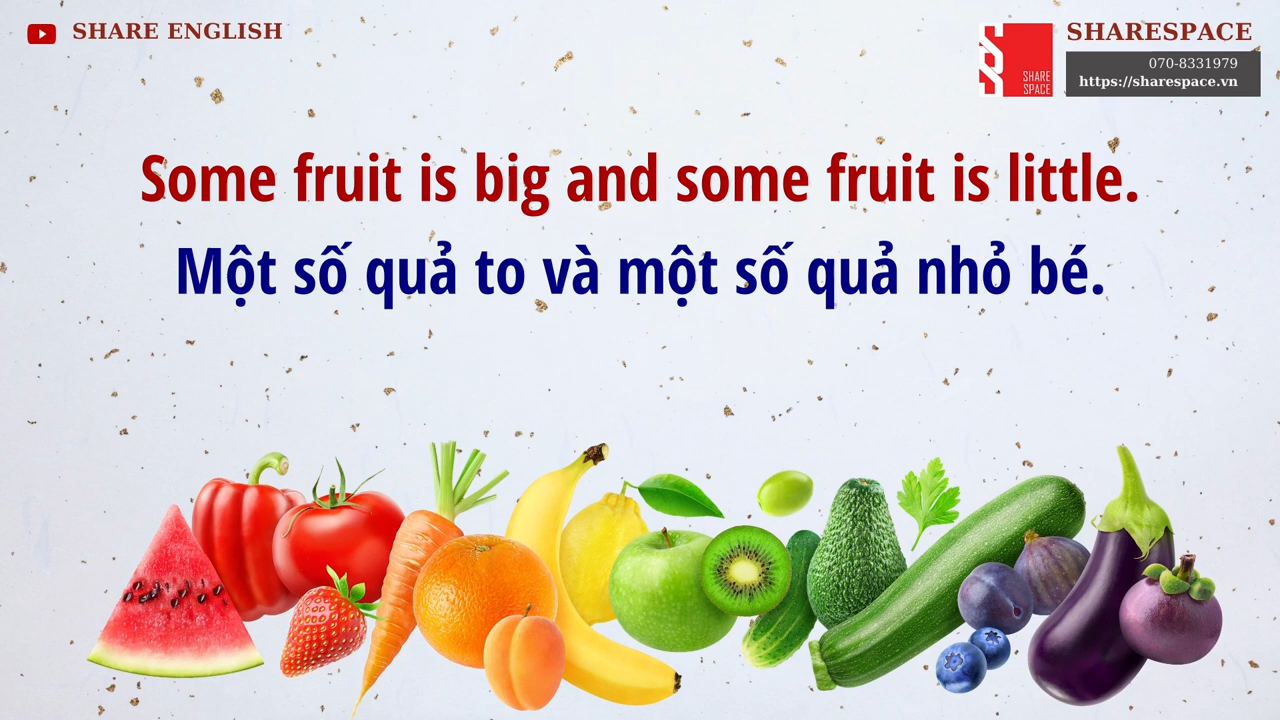 SHARE ENGLISH
SHARESPACE
070-8331979
https://sharespace.vn
SHARE
SPACE
Some fruit is big and some fruit is little.
Một số quả to và một số quả nhỏ bé.